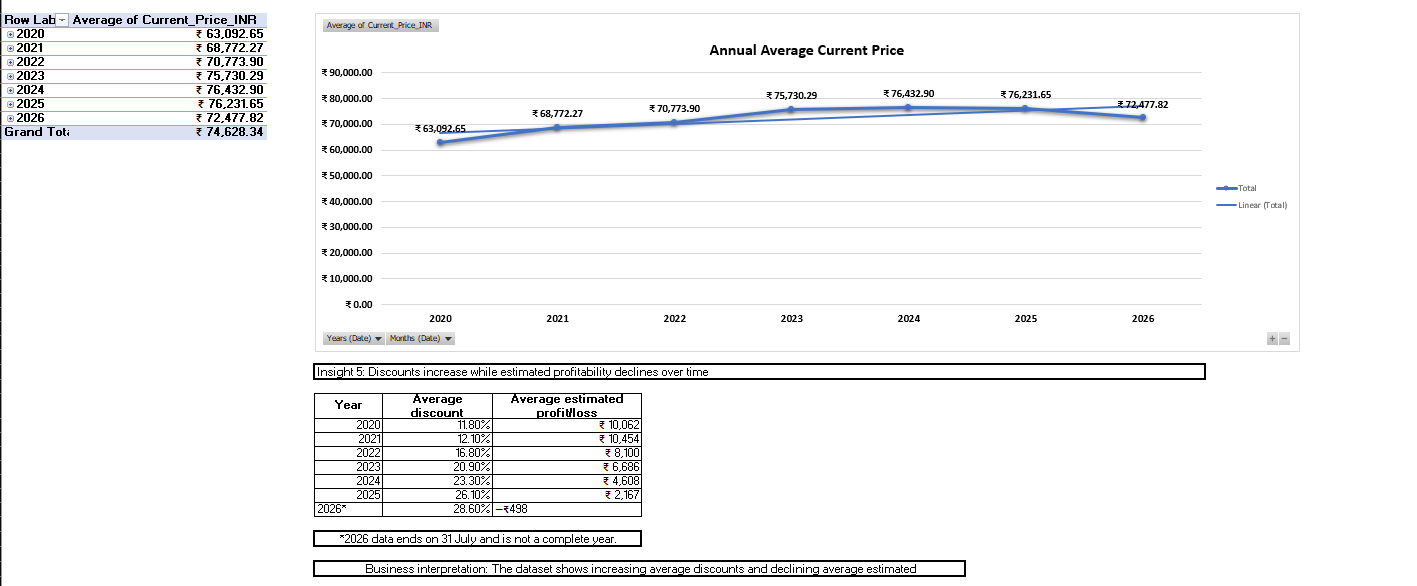 Row Lab Average of Current_Price_INR
2020 ₹ 63,092.65
2021 ₹ 68,772.27
2022 ₹ 70,773.90
2023 ₹ 75,730.29
2024 ₹ 76,432.90
2025 ₹ 76,231.65
2026 ₹ 72,477.82
Grand Tota ₹ 74,628.34
Average of Current_Price_INR
Annual Average Current Price
₹ 90,000.00
₹ 80,000.00
₹ 70,000.00
₹ 60,000.00
₹ 50,000.00
₹ 40,000.00
₹ 30,000.00
₹ 20,000.00
₹ 10,000.00
₹ 0.00
₹ 63,092.65
₹ 68,772.27
₹ 70,773.90
₹ 75,730.29
₹ 76,432.90
₹ 76,231.65
₹ 72,477.82
2020 2021 2022 2023 2024 2025 2026
Total
Linear (Total)
Years (Date) Months (Date)
+ −
Insight 5: Discounts increase while estimated profitability declines over time
Year Average discount Average estimated profit/loss
2020 11.80% ₹ 10,062
2021 12.10% ₹ 10,454
2022 16.80% ₹ 8,100
2023 20.90% ₹ 6,686
2024 23.30% ₹ 4,608
2025 26.10% ₹ 2,167
2026* 28.60% −₹498
*2026 data ends on 31 July and is not a complete year.
Business interpretation: The dataset shows increasing average discounts and declining average estimated